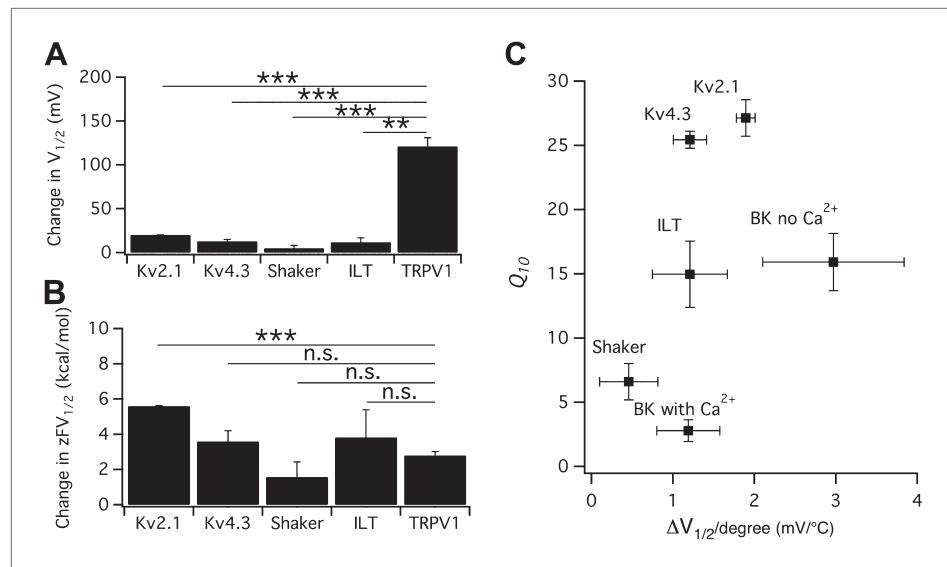 A
Change in V1/2 (mV)
200
150
100
50
0
***
***
***
**
Kv2.1 Kv4.3 Shaker ILT TRPV1
B
Change in zFV1/2 (kcal/mol)
10
8
6
4
2
0
***
n.s.
n.s.
n.s.
Kv2.1 Kv4.3 Shaker ILT TRPV1
C
Q10
30
25
20
15
10
5
0
Kv2.1
Kv4.3
ILT
BK no Ca2+
Shaker
BK with Ca2+
0 1 2 3 4
ΔV1/2/degree (mV/°C)